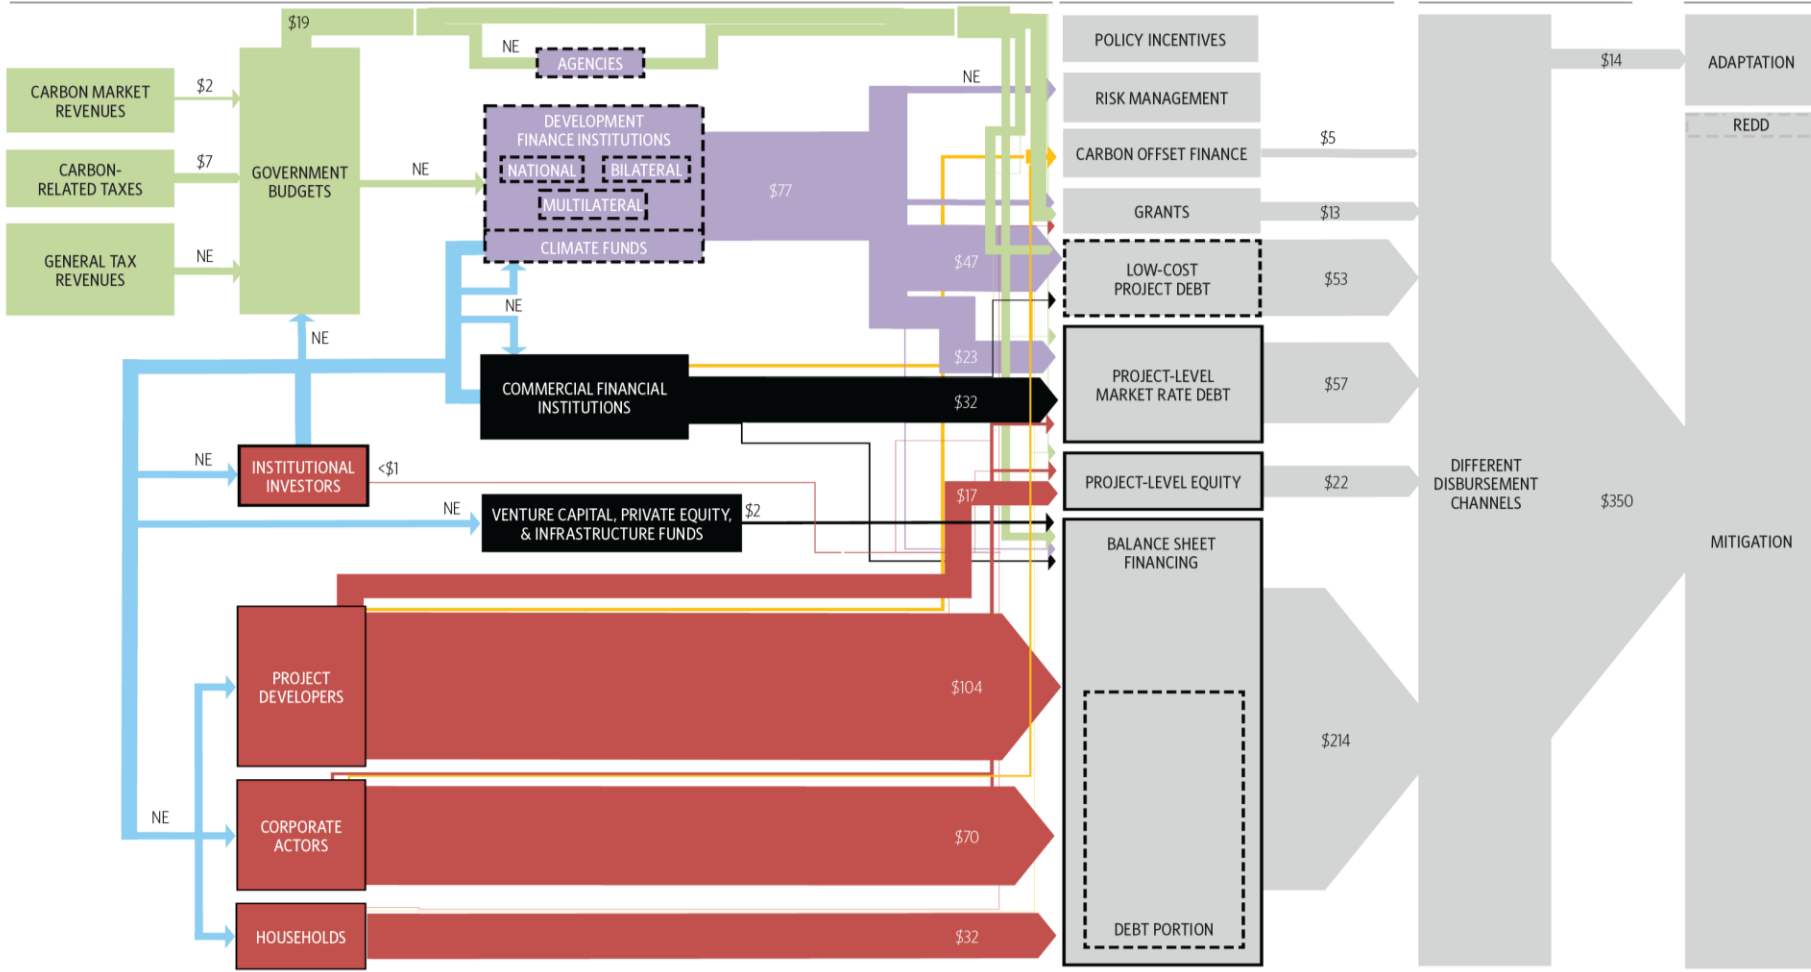 $19
NE
AGENCIES
CARBON MARKET
REVENUES
$2
CARBON-
RELATED TAXES
$7
GENERAL TAX
REVENUES
NE
GOVERNMENT
BUDGETS
NE
DEVELOPMENT
FINANCE INSTITUTIONS
NATIONAL
BILATERAL
MULTILATERAL
CLIMATE FUNDS
$77
NE
$47
$23
NE
NE
COMMERCIAL FINANCIAL
INSTITUTIONS
$32
NE
INSTITUTIONAL
INVESTORS
<$1
NE
VENTURE CAPITAL, PRIVATE EQUITY,
& INFRASTRUCTURE FUNDS
$2
$17
PROJECT
DEVELOPERS
$104
NE
CORPORATE
ACTORS
$70
HOUSEHOLDS
$32
POLICY INCENTIVES
RISK MANAGEMENT
CARBON OFFSET FINANCE
$5
GRANTS
$13
LOW-COST
PROJECT DEBT
$53
PROJECT-LEVEL
MARKET RATE DEBT
$57
PROJECT-LEVEL EQUITY
$22
BALANCE SHEET
FINANCING
$214
DEBT PORTION
DIFFERENT
DISBURSEMENT
CHANNELS
$14
$350
ADAPTATION
REDD
MITIGATION